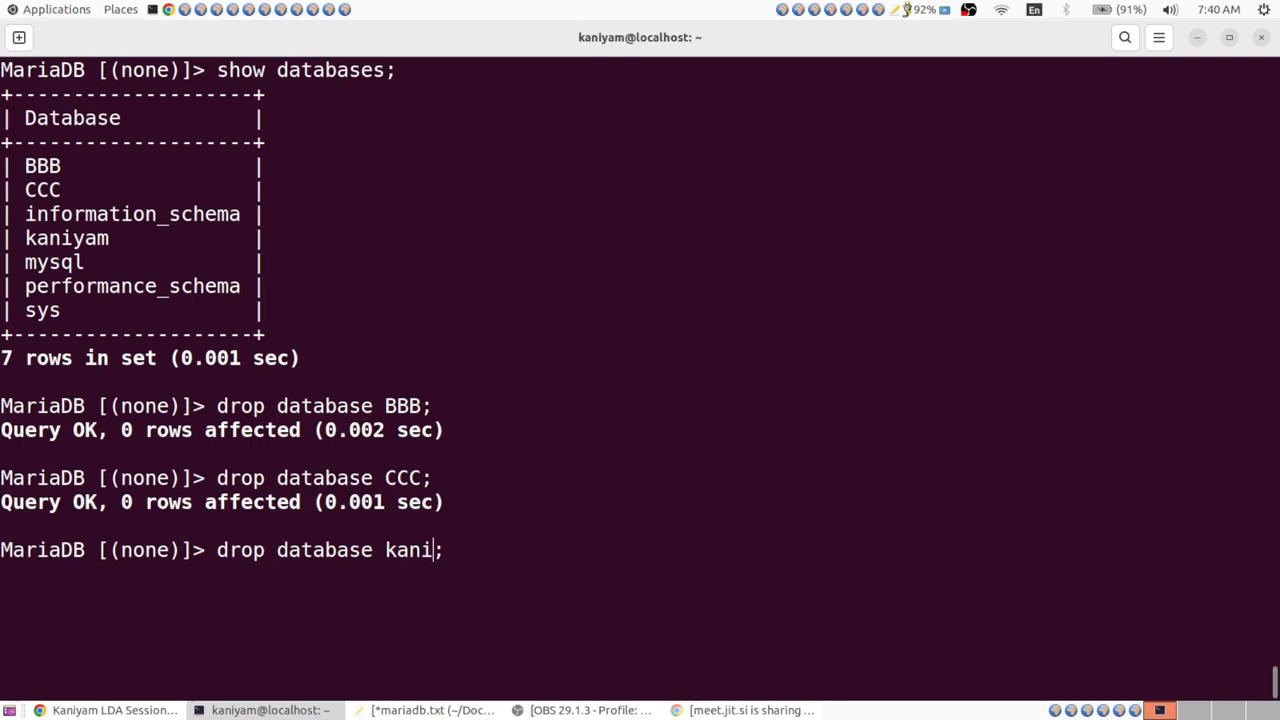 Applications Places 92% En (91%) 7:40 AM
kaniyam@localhost: ~
MariaDB [(none)]> show databases;
+--------------------+
| Database           |
+--------------------+
| BBB                |
| CCC                |
| information_schema |
| kaniyam            |
| mysql              |
| performance_schema |
| sys                |
+--------------------+
7 rows in set (0.001 sec)
MariaDB [(none)]> drop database BBB;
Query OK, 0 rows affected (0.002 sec)
MariaDB [(none)]> drop database CCC;
Query OK, 0 rows affected (0.001 sec)
MariaDB [(none)]> drop database kani;
Kaniyam LDA Session... kaniyam@localhost: ~ [*mariadb.txt (~/Doc... [OBS 29.1.3 - Profile: ... [meet.jit.si is sharing ...